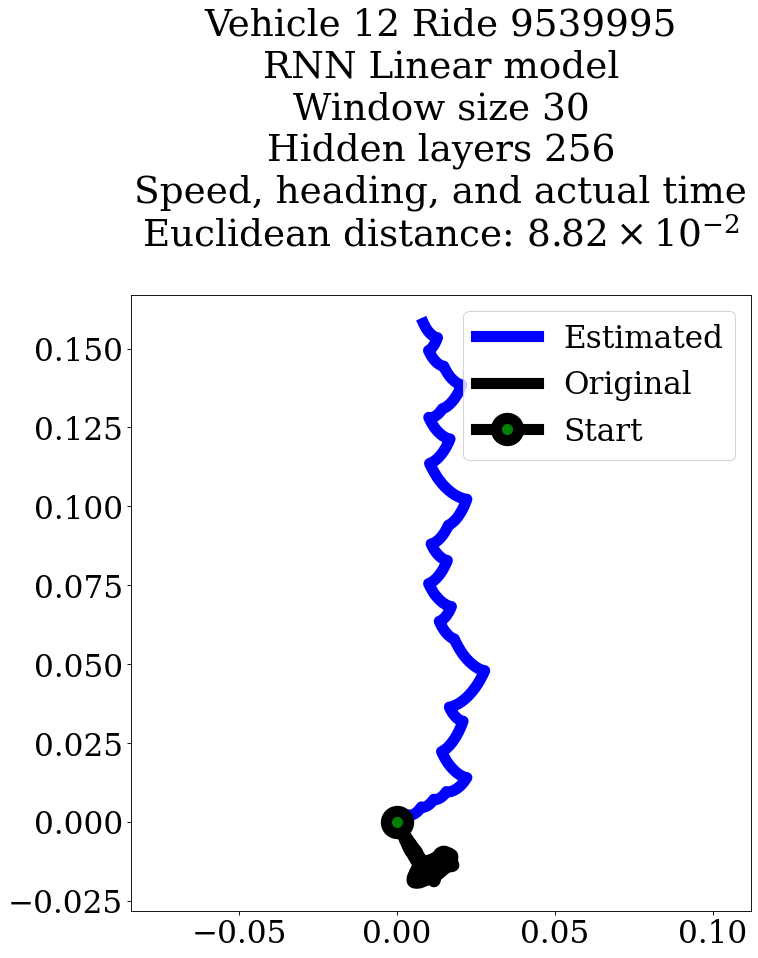 Vehicle 12 Ride 9539995
RNN Linear model
Window size 30
Hidden layers 256
Speed, heading, and actual time
Euclidean distance: 8.82 × 10⁻²
Estimated
Original
Start
0.150
0.125
0.100
0.075
0.050
0.025
0.000
−0.025
−0.05 0.00 0.05 0.10